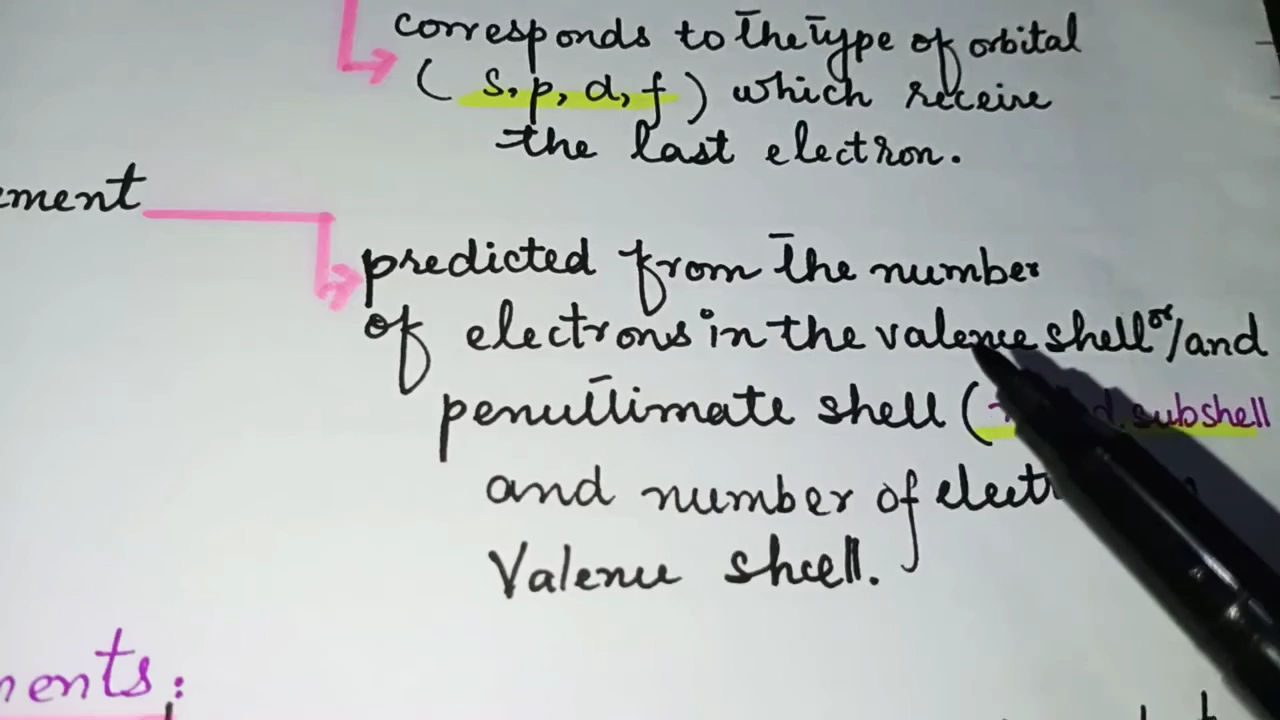 corresponds to the type of orbital
( s, p, d, f ) which receive
the last electron.
ement
predicted from the number
of electrons in the valence shell or/and
penultimate shell ( d subshell
and number of elect
Valence shell.
ments: